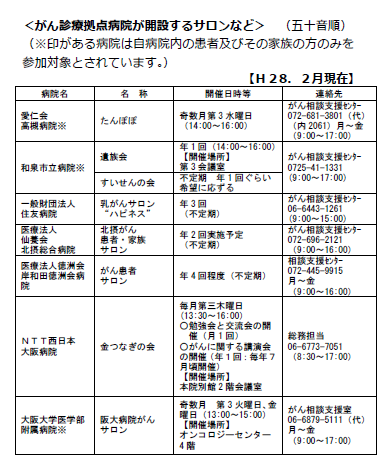 <がん診療拠点病院が開設するサロンなど> （五十音順）
（※印がある病院は自病院内の患者及びその家族の方のみを
参加対象とされています。）
【Ｈ２８．２月現在】
病院名 名 称 開催日時等 連絡先
愛仁会
高槻病院※
たんぽぽ
奇数月第３水曜日
（14:00～16:00）
がん相談支援ｾﾝﾀｰ
072-681-3801（代）
（内 2061）月～金
（9:00～17:00）
和泉市立病院※
遺族会
年１回（14:00～16:00）
【開催場所】
第３会議室
すいせんの会
不定期 年１回ぐらい
希望に応ずる
がん相談支援ｾﾝﾀｰ
0725-41-1331
（9:00～17:00）
一般財団法人
住友病院
乳がんサロン
“ハピネス”
年３回
（不定期）
がん相談支援ｾﾝﾀｰ
06-6443-1261
（9:00～15:00）
医療法人
仙養会
北摂総合病院
北摂がん
患者・家族
サロン
年２回実施予定
（不定期）
がん相談支援ｾﾝﾀｰ
072-696-2121
（9:00～16:00）
医療法人徳洲会
岸和田徳洲会病
院
がん患者
サロン
年４回程度（不定期）
相談支援ｾﾝﾀｰ
072-445-9915
月～金
（9:00～16:00）
ＮＴＴ西日本
大阪病院
金つなぎの会
毎月第三木曜日
（13:30～16:00）
○勉強会と交流会の開
催（月１回）
○がんに関する講演会
の開催（年１回：毎年７
月頃開催）
【開催場所】
本院別館２階会議室
総務担当
06-6773-7051
（8:30～17:00）
大阪大学医学部
附属病院※
阪大病院がん
サロン
奇数月 第３火曜日、金
曜日（13:00～15:00）
【開催場所】
オンコロジーセンター
４階
がん相談支援室
06-6879-5111（代）
月～金
（9:00～17:00）